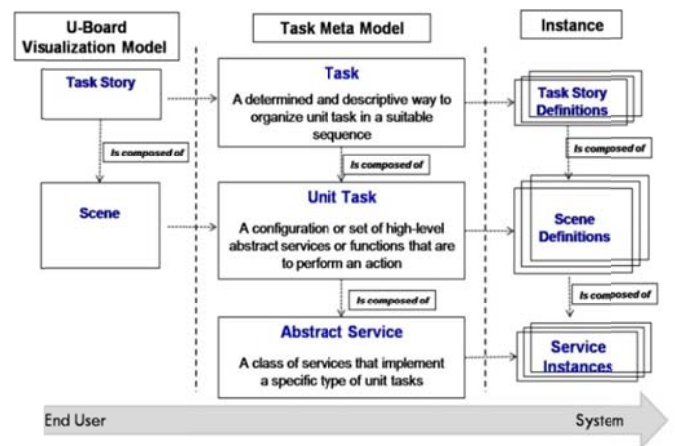 U-Board
Visualization Model
Task Meta Model
Instance
Task Story
Task
A determined and descriptive way to
organize unit task in a suitable
sequence
Task Story
Definitions
Is composed of
Is composed of
Is composed of
Scene
Unit Task
A configuration or set of high-level
abstract services or functions that are
to perform an action
Scene
Definitions
Is composed of
Is composed of
Abstract Service
A class of services that implement
a specific type of unit tasks
Service
Instances
End User
System